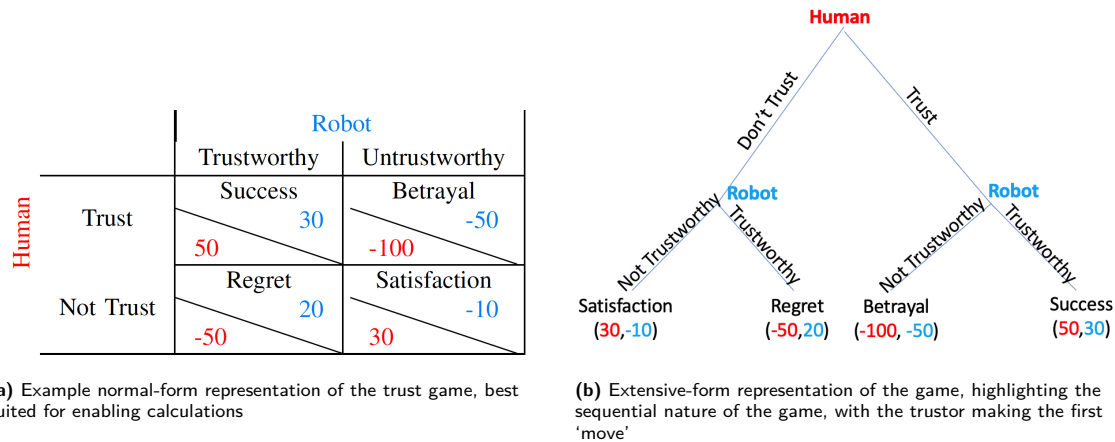 Robot
Trustworthy Untrustworthy
Human
Trust
Success
30
50
Betrayal
-50
-100
Not Trust
Regret
20
-50
Satisfaction
-10
30
a) Example normal-form representation of the trust game, best
uited for enabling calculations
Human
Don't Trust
Trust
Robot
Robot
Not Trustworthy
Trustworthy
Not Trustworthy
Trustworthy
Satisfaction
(30,-10)
Regret
(-50,20)
Betrayal
(-100, -50)
Success
(50,30)
(b) Extensive-form representation of the game, highlighting the
sequential nature of the game, with the trustor making the first
‘move’